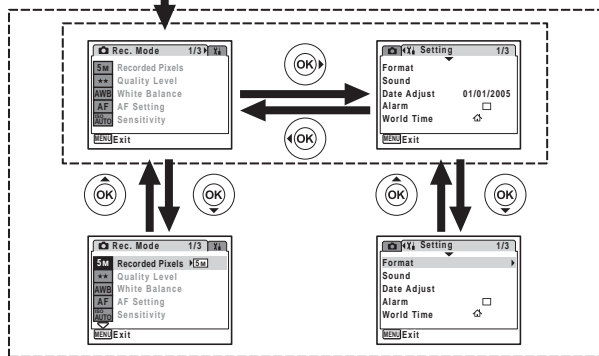 Rec. Mode 1/3
5M Recorded Pixels
★★ Quality Level
AWB White Balance
AF AF Setting
ISO AUTO Sensitivity
MENU Exit
OK
OK
Setting 1/3
Format
Sound
Date Adjust 01/01/2005
Alarm
World Time
MENU Exit
OK
OK
OK
OK
Rec. Mode 1/3
5M Recorded Pixels 5M
★★ Quality Level
AWB White Balance
AF AF Setting
ISO AUTO Sensitivity
MENU Exit
Setting 1/3
Format
Sound
Date Adjust
Alarm
World Time
MENU Exit